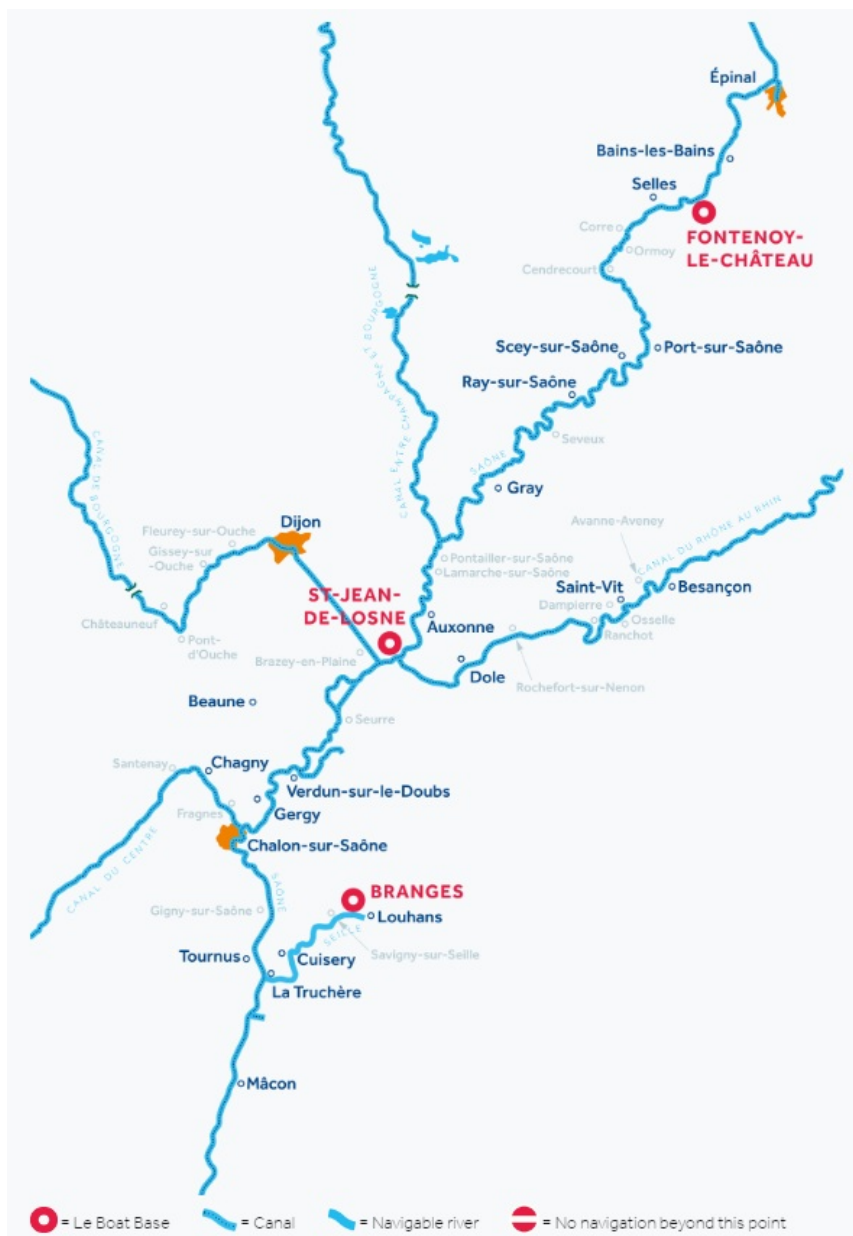 Épinal
Bains-les-Bains
Selles
FONTENOY-
LE-CHÂTEAU
Corre
Ormoy
Cendrecourt
CANAL ENTRE CHAMPAGNE ET BOURGOGNE
Scey-sur-Saône
Port-sur-Saône
Ray-sur-Saône
Seveux
SAÔNE
Gray
CANAL DE BOURGOGNE
Fleurey-sur-Ouche
Dijon
Gissey-sur
-Ouche
Avanne-Aveney
CANAL DU RHÔNE AU RHIN
Pontailler-sur-Saône
Lamarche-sur-Saône
ST-JEAN-
DE-LOSNE
Saint-Vit
Besançon
Châteauneuf
Auxonne
Dampierre
Osselle
Ranchot
Pont-
d'Ouche
Brazey-en-Plaine
Dole
Rochefort-sur-Nenon
Beaune
Seurre
Santenay
Chagny
Verdun-sur-le-Doubs
Fragnes
Gergy
Chalon-sur-Saône
CANAL DU CENTRE
SAÔNE
BRANGES
Gigny-sur-Saône
Louhans
SEILLE
Savigny-sur-Seille
Tournus
Cuisery
La Truchère
Mâcon
= Le Boat Base
= Canal
= Navigable river
= No navigation beyond this point